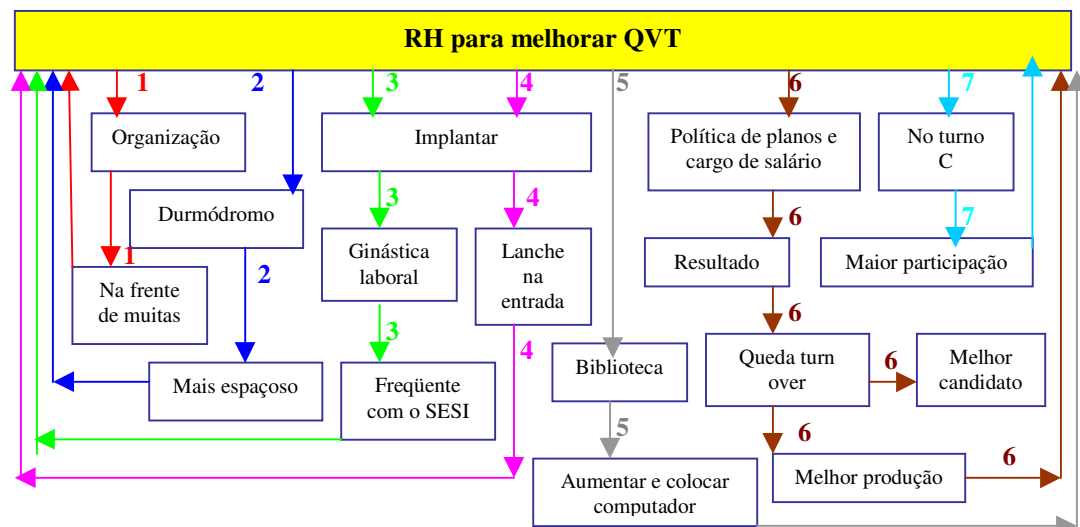 RH para melhorar QVT
1
2
3
4
5
6
7
Organização
Implantar
Política de planos e
cargo de salário
No turno
C
3
4
6
7
Durmódromo
1
Ginástica
laboral
Lanche
na
entrada
Resultado
Maior participação
2
Na frente
de muitas
3
4
6
Mais espaçoso
Freqüente
com o SESI
Biblioteca
Queda turn
over
6
Melhor
candidato
5
6
Aumentar e colocar
computador
Melhor produção
6